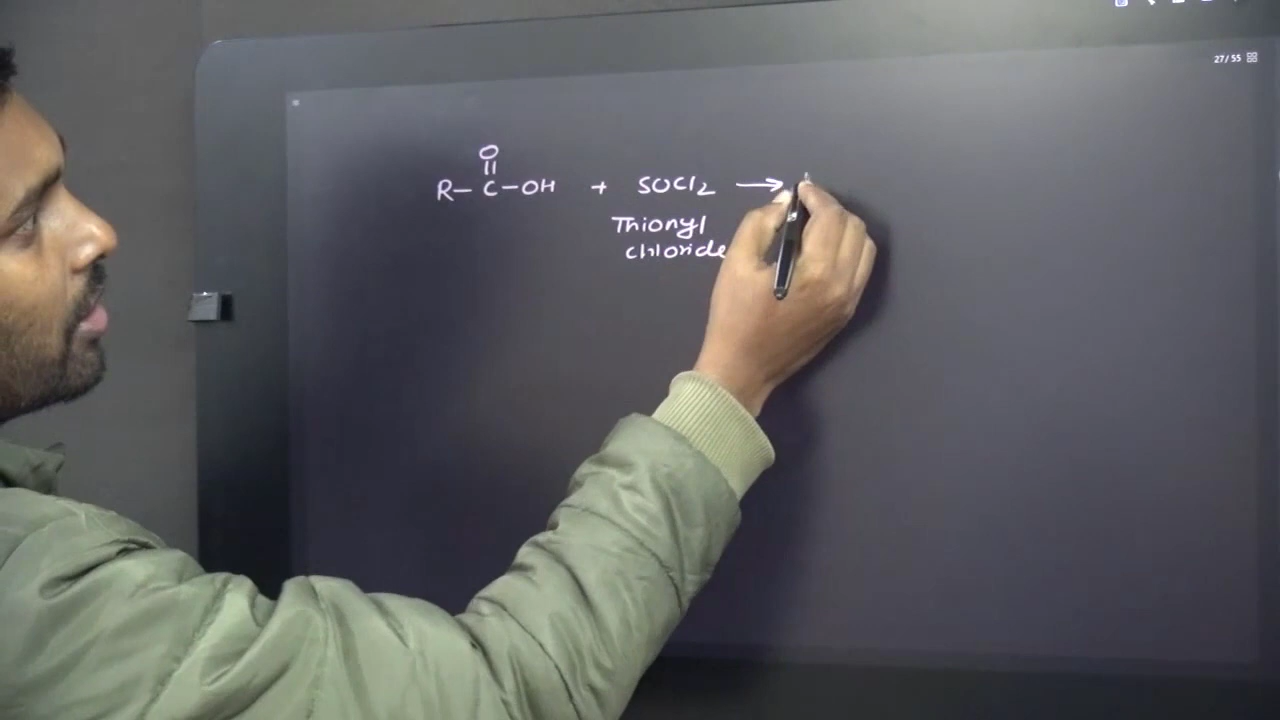 27/55
O
||
R- C-OH + SOCl2 →
Thionyl
chloride